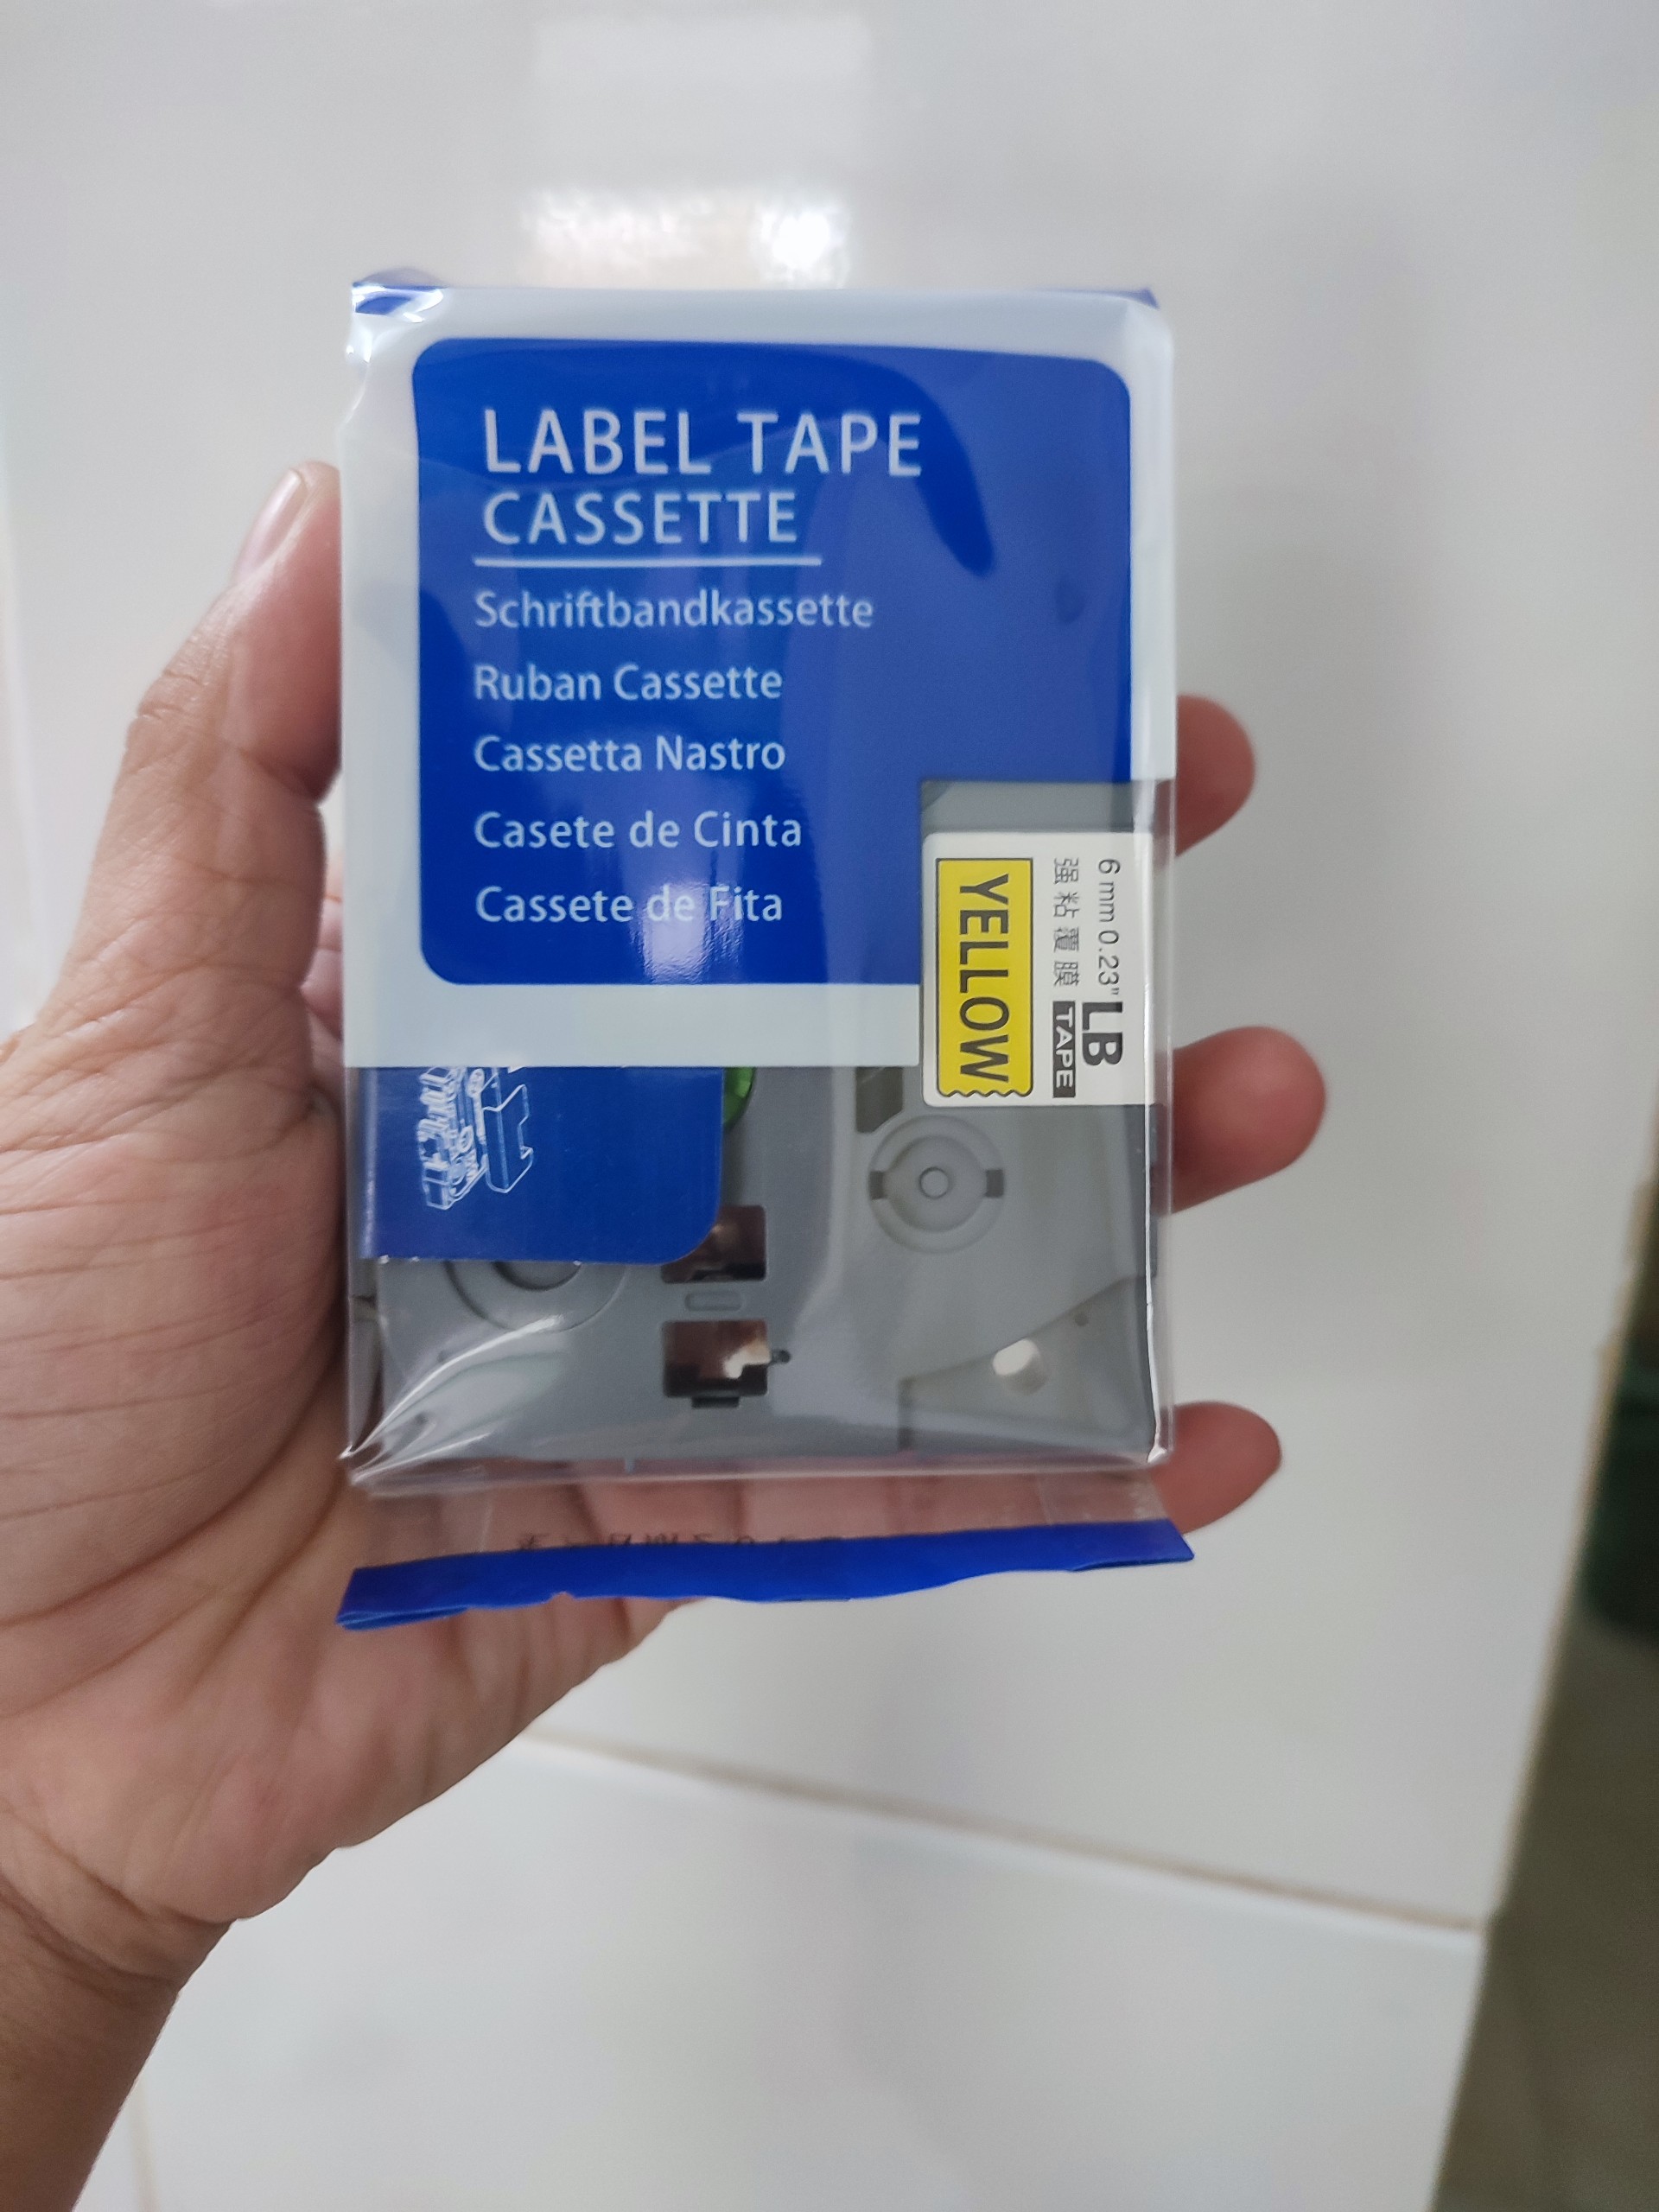 LABEL TAPE
CASSETTE
Schriftbandkassette
Ruban Cassette
Cassetta Nastro
Casete de Cinta
Cassete de Fita
6 mm 0.23"
强粘覆膜
LB
TAPE
YELLOW